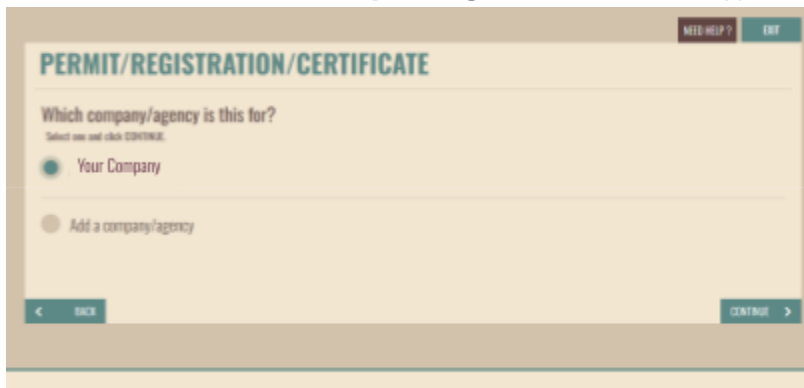 NEED HELP ? EXIT
PERMIT/REGISTRATION/CERTIFICATE
Which company/agency is this for?
Select one and click CONTINUE.
Your Company
Add a company/agency
< BACK CONTINUE >